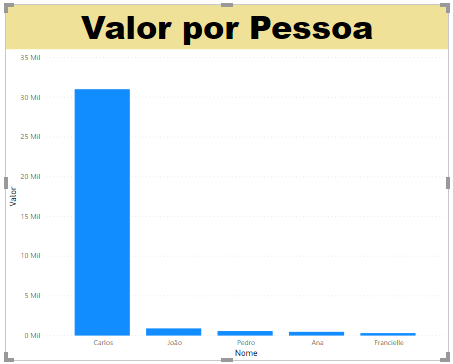 Valor por Pessoa
35 Mil
30 Mil
25 Mil
20 Mil
15 Mil
10 Mil
5 Mil
0 Mil
Valor
Carlos João Pedro Ana Francielle
Nome